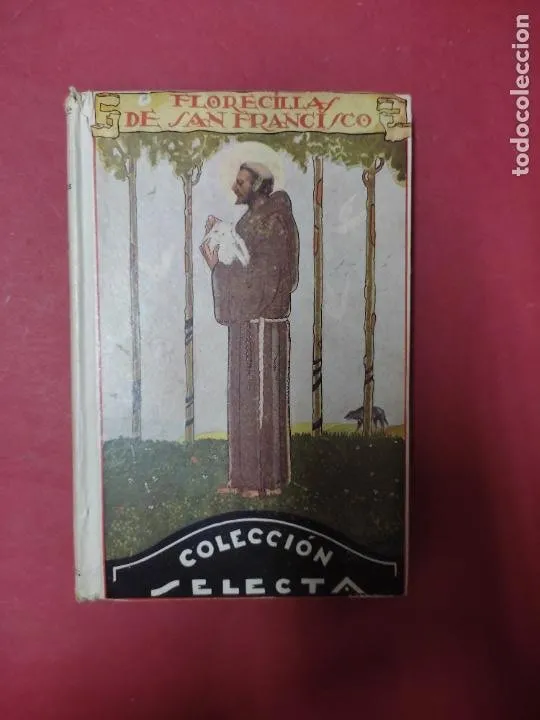 FLORECILLAS
DE SAN FRANCISCO
COLECCIÓN
SELECTA
todocoleccion